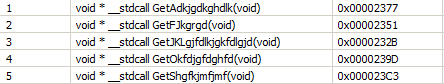 1 void * __stdcall GetAdkjgdkghdlk(void) 0x00002377
2 void * __stdcall GetFJkgrgd(void) 0x00002351
3 void * __stdcall GetJKLgjfdlkjgkfdlgjd(void) 0x0000232B
4 void * __stdcall GetOkfdjgfdghfd(void) 0x0000239D
5 void * __stdcall GetShgfkjmfjmf(void) 0x000023C3